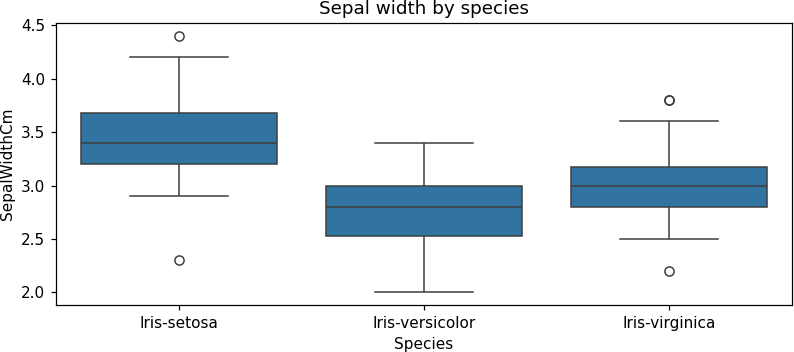 Sepal width by species
SepalWidthCm
4.5
4.0
3.5
3.0
2.5
2.0
Iris-setosa Iris-versicolor Iris-virginica
Species